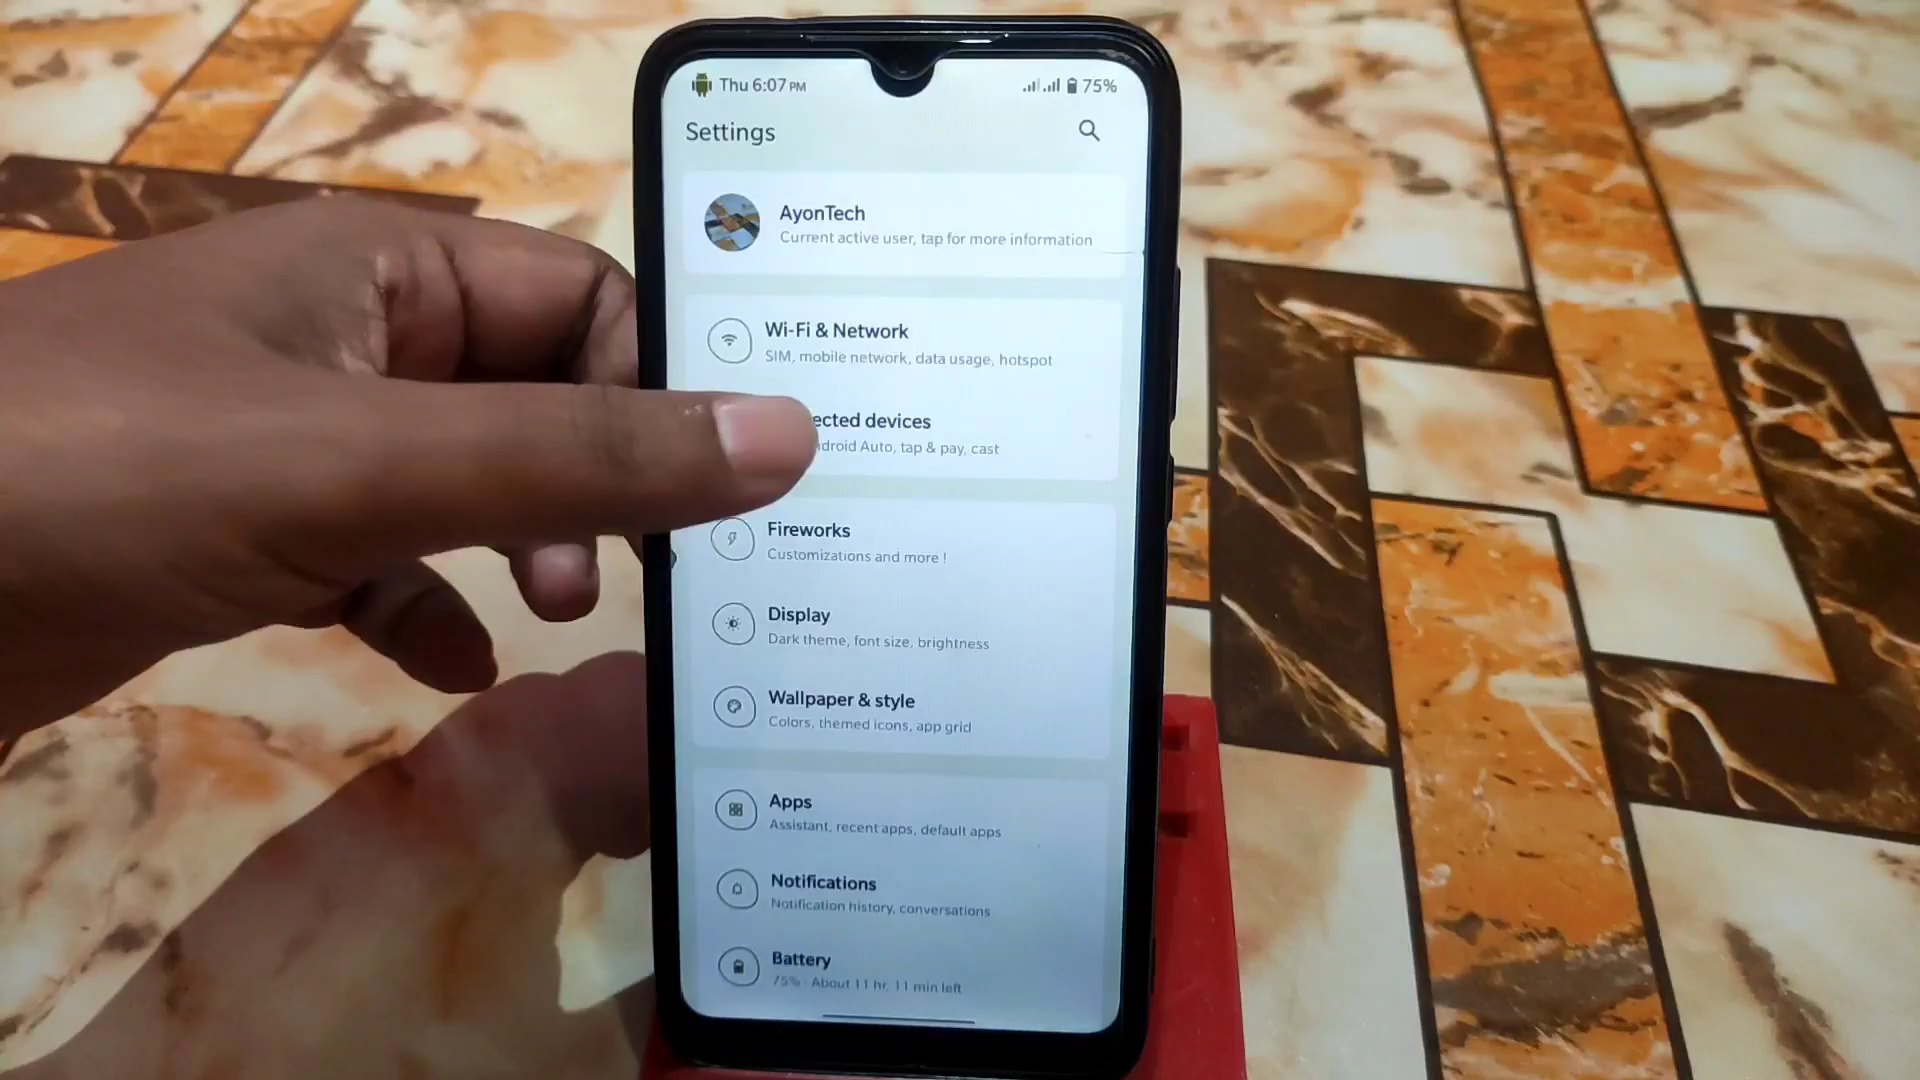 Thu 6:07 PM
75%
Settings
AyonTech
Current active user, tap for more information
Wi-Fi & Network
SIM, mobile network, data usage, hotspot
ected devices
droid Auto, tap & pay, cast
Fireworks
Customizations and more !
Display
Dark theme, font size, brightness
Wallpaper & style
Colors, themed icons, app grid
Apps
Assistant, recent apps, default apps
Notifications
Notification history, conversations
Battery
75% - About 11 hr, 11 min left